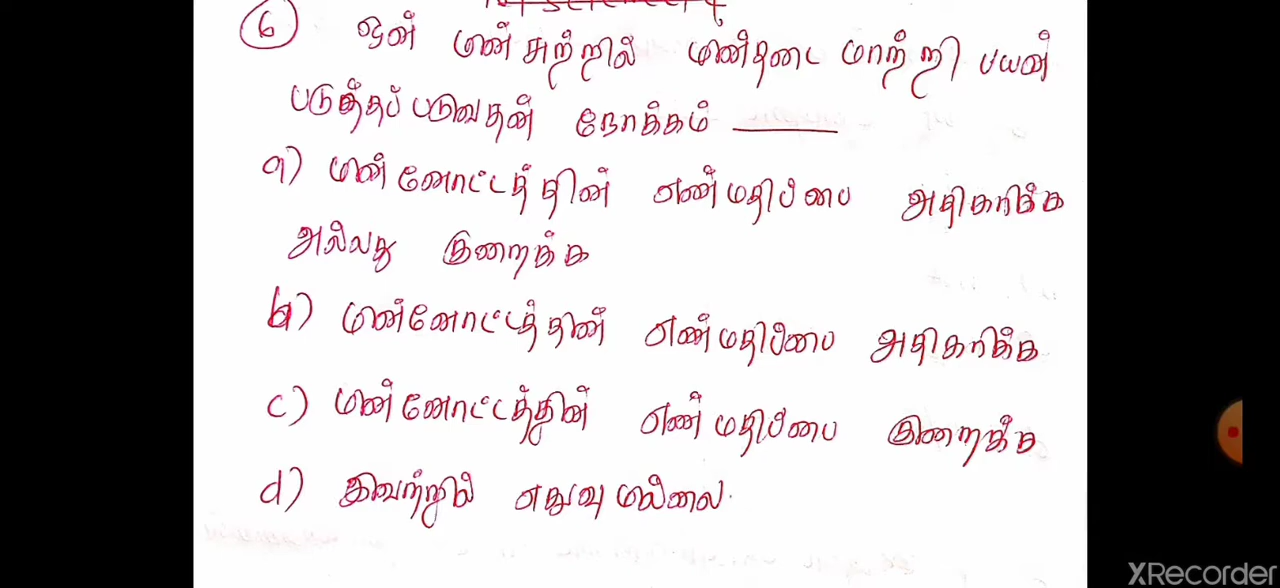 6 ஒன் மின் சுற்றில் மின்தடை மாற்றி பயன்
படுத்தப் படுவதன் நோக்கம் ______
a) மின்னோட்டத்தின் எண்மதிப்பை அதிகரிக்க
அல்லது குறைக்க
b) மின்னோட்டத்தின் எண்மதிப்பை அதிகரிக்க
c) மின்னோட்டத்தின் எண்மதிப்பை குறைக்க
d) இவற்றில் எதுவுமில்லை.
XRecorder